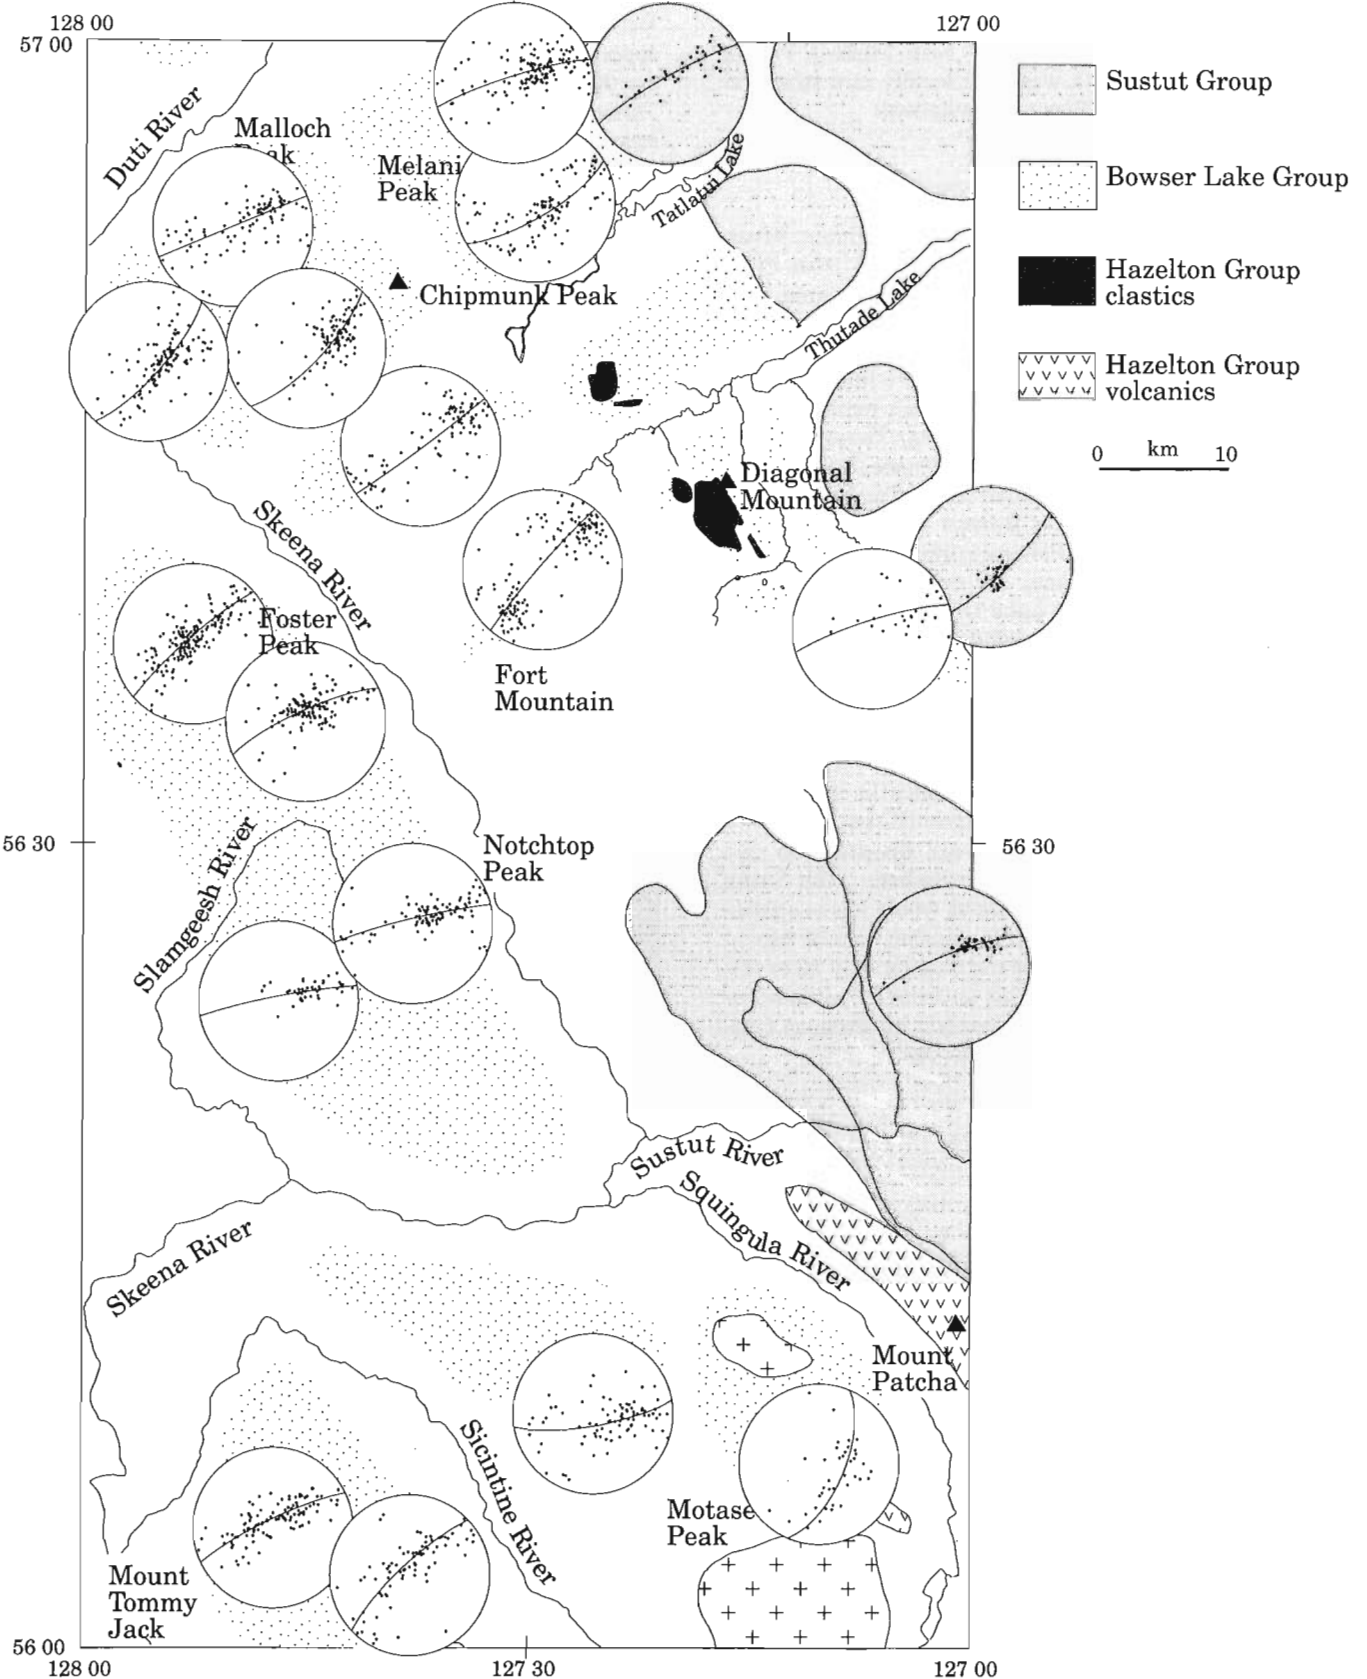 128 00
127 00
57 00
Sustut Group
Duti River
Malloch
Peak
Melani
Peak
Tatlatui Lake
Bowser Lake Group
Chipmunk Peak
Thutade Lake
Hazelton Group
clastics
Hazelton Group
volcanics
0 km 10
Diagonal
Mountain
Skeena River
Foster
Peak
Fort
Mountain
56 30
56 30
Notchtop
Peak
Slamgeesh River
Sustut River
Squingula River
Skeena River
Mount
Patcha
Sicintine River
Motase
Peak
Mount
Tommy
Jack
56 00
128 00
127 30
127 00